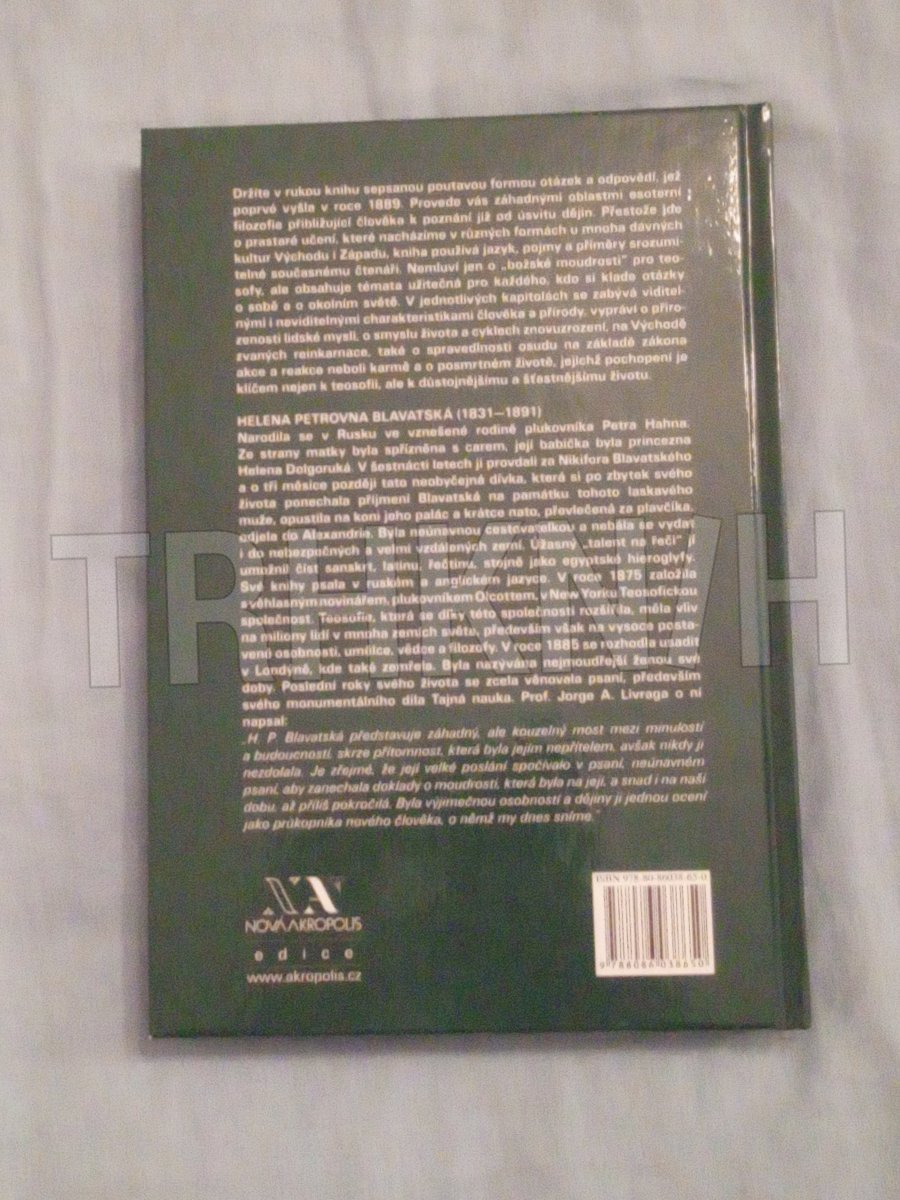 Držíte v rukou knihu sepsanou poutavou formou otázek a odpovědí, jež
poprvé vyšla v roce 1889. Provede vás záhadnými oblastmi esoterní
filozofie přibližující člověka k poznání již od úsvitu dějin. Přestože jde
o prastaré učení, které nacházíme v různých formách u mnoha dávných
kultur Východu i Západu, kniha používá jazyk, pojmy a příměry srozumi-
telné současnému čtenáři. Nemluví jen o „božské moudrosti“ pro teo-
sofy, ale obsahuje témata užitečná pro každého, kdo si klade otázky
o sobě a o okolním světě. V jednotlivých kapitolách se zabývá viditel-
nými i neviditelnými charakteristikami člověka a přírody, vypráví o přiro-
zenosti lidské mysli, o smyslu života a cyklech znovuzrození, na Východě
zvaných reinkarnace, také o spravedlnosti osudu na základě zákona
akce a reakce neboli karmě a o posmrtném životě, jejichž pochopení je
klíčem nejen k teosofii, ale k důstojnějšímu a šťastnějšímu životu.
HELENA PETROVNA BLAVATSKÁ (1831–1891)
Narodila se v Rusku ve vznešené rodině plukovníka Petra Hahna.
Ze strany matky byla spřízněna s carem, její babička byla princezna
Helena Dolgoruká. V šestnácti letech ji provdali za Nikifora Blavatského
a o tři měsíce později tato neobyčejná dívka, která si po zbytek svého
života ponechala příjmení Blavatská na památku tohoto laskavého
muže, opustila na koni jeho palác a krátce nato, převlečená za plavčíka,
odjela do Alexandrie. Byla neúnavnou cestovatelkou a nebála se vydat
i do nebezpečných a velmi vzdálených zemí. Úžasný „talent na řeči“ jí
umožnil číst sanskrt, latinu, řečtinu, stejně jako egyptské hieroglyfy.
Své knihy psala v ruském a anglickém jazyce. V roce 1875 založila
s věhlasným novinářem, plukovníkem Olcottem, v New Yorku Teosofickou
společnost. Teosofie, která se díky této společnosti rozšířila, měla vliv
na miliony lidí v mnoha zemích světa, především však na vysoce posta-
vené osobnosti, umělce, vědce a filozofy. V roce 1885 se rozhodla usadit
v Londýně, kde také zemřela. Byla nazývána nejmoudřejší ženou své
doby. Poslední roky svého života se zcela věnovala psaní, především
svého monumentálního díla Tajná nauka. Prof. Jorge A. Livraga o ní
napsal:
„H. P. Blavatská představuje záhadný, ale kouzelný most mezi minulostí
a budoucností, skrze přítomnost, která byla jejím nepřítelem, avšak nikdy ji
nezdolala. Je zřejmé, že její velké poslání spočívalo v psaní, neúnavném
psaní, aby zanechala doklady o moudrosti, která byla na její, a snad i na naši
dobu, až příliš pokročilá. Byla výjimečnou osobností a dějiny ji jednou ocení
jako průkopníka nového člověka, o němž my dnes sníme.“
TRHKNIH
NOVÁ AKROPOLIS
edice
www.akropolis.cz
ISBN 978-80-86038-65-0
9 788086 038650